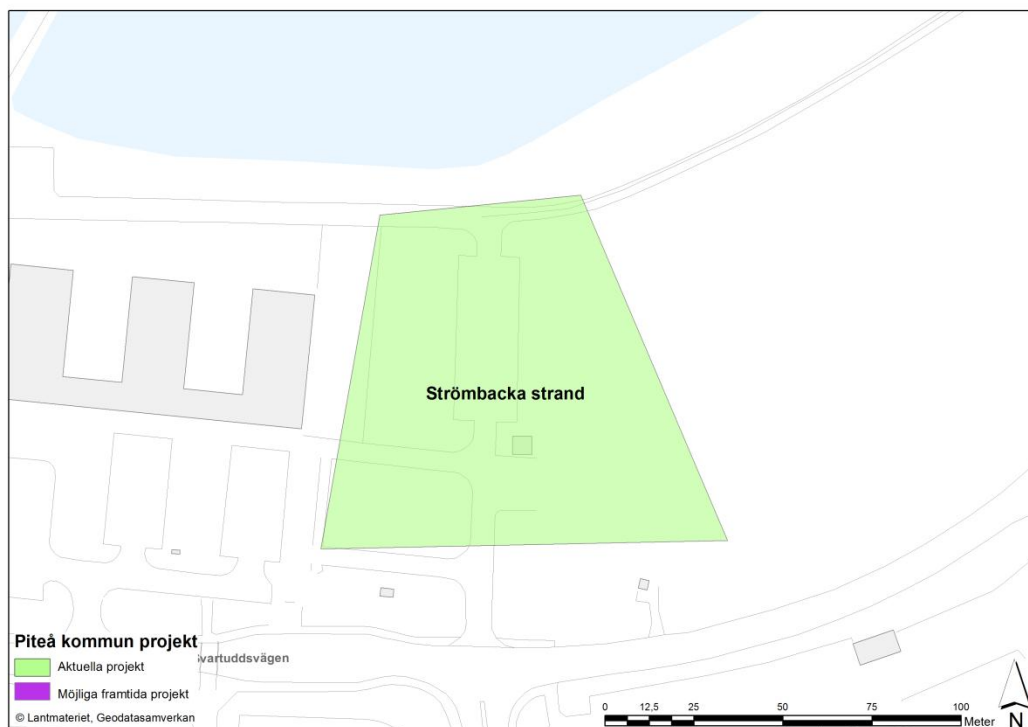 Strömbacka strand
Piteå kommun projekt
Aktuella projekt
Möjliga framtida projekt
© Lantmateriet, Geodatasamverkan
Svartuddsvägen
0 12,5 25 50 75 100
Meter
N